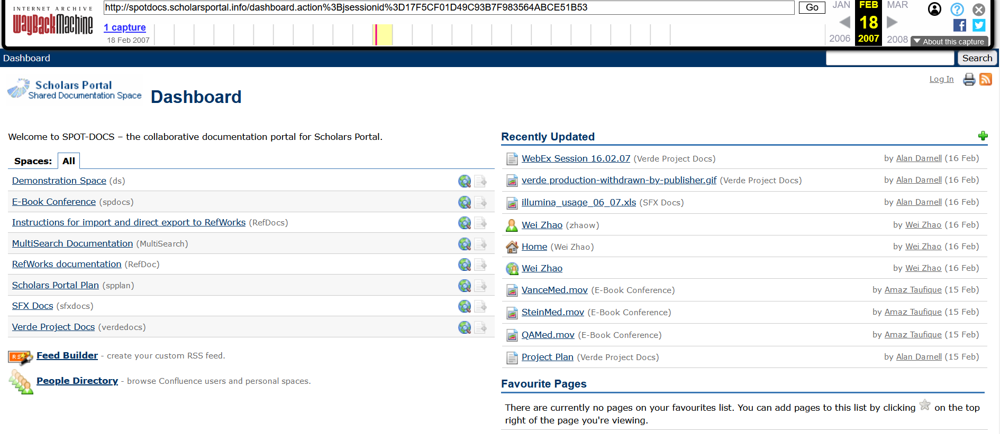 INTERNET ARCHIVE
WayBackMachine
http://spotdocs.scholarsportal.info/dashboard.action%3Bjsessionid%3D17F5CF01D49C93B7F983564ABCE51B53
Go
JAN FEB MAR
1 capture
18
18 Feb 2007
2006 2007 2008
About this capture
Dashboard
Search
Log In
Scholars Portal
Shared Documentation Space
Dashboard
Welcome to SPOT-DOCS – the collaborative documentation portal for Scholars Portal.
Spaces: All
Demonstration Space (ds)
E-Book Conference (spdocs)
Instructions for import and direct export to RefWorks (RefDocs)
MultiSearch Documentation (MultiSearch)
RefWorks documentation (RefDoc)
Scholars Portal Plan (spplan)
SFX Docs (sfxdocs)
Verde Project Docs (verdedocs)
RS
Feed Builder - create your custom RSS feed.
People Directory - browse Confluence users and personal spaces.
Recently Updated
WebEx Session 16.02.07 (Verde Project Docs) by Alan Darnell (16 Feb)
verde production-withdrawn-by-publisher.gif (Verde Project Docs) by Alan Darnell (16 Feb)
illumina_usage_06_07.xls (SFX Docs) by Alan Darnell (16 Feb)
Wei Zhao (zhaow) by Wei Zhao (16 Feb)
Home (Wei Zhao) by Wei Zhao (16 Feb)
Wei Zhao by Wei Zhao (16 Feb)
VanceMed.mov (E-Book Conference) by Amaz Taufique (15 Feb)
SteinMed.mov (E-Book Conference) by Amaz Taufique (15 Feb)
QAMed.mov (E-Book Conference) by Amaz Taufique (15 Feb)
Project Plan (Verde Project Docs) by Alan Darnell (15 Feb)
Favourite Pages
There are currently no pages on your favourites list. You can add pages to this list by clicking on the top
right of the page you're viewing.